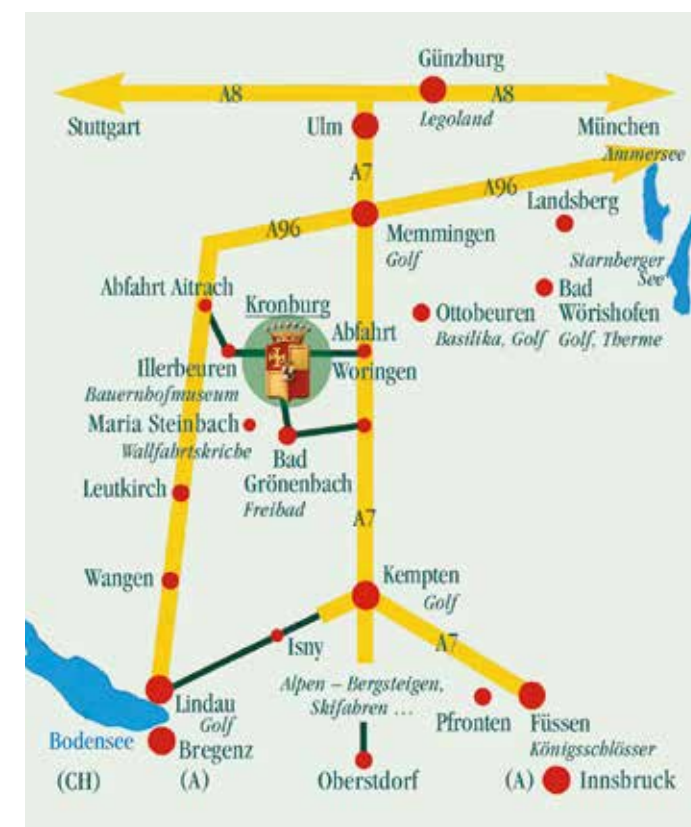 Günzburg
A8
A8
Stuttgart
Ulm
Legoland
München
Ammersee
A7
A96
Landsberg
A96
Memmingen
Golf
Starnberger
See
Abfahrt Aitrach
Kronburg
Abfahrt
Woringen
Ottobeuren
Basilika, Golf
Bad
Wörishofen
Golf, Therme
Illerbeuren
Bauernhofmuseum
Maria Steinbach
Wallfahrtskriche
Bad
Grönenbach
Freibad
Leutkirch
A7
Wangen
Kempten
Golf
Isny
A7
Alpen – Bergsteigen,
Skifahren ...
Lindau
Golf
Pfronten
Füssen
Königsschlösser
Bodensee
Bregenz
(CH)
(A)
Oberstdorf
(A)
Innsbruck